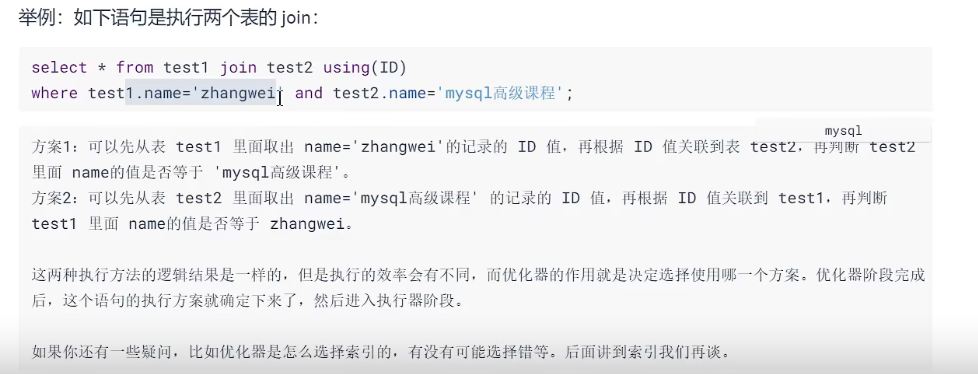 举例：如下语句是执行两个表的 join：
select * from test1 join test2 using(ID)
where test1.name='zhangwei' and test2.name='mysql高级课程';
mysql
方案1：可以先从表 test1 里面取出 name='zhangwei'的记录的 ID 值，再根据 ID 值关联到表 test2，再判断 test2
里面 name的值是否等于 'mysql高级课程'。
方案2：可以先从表 test2 里面取出 name='mysql高级课程' 的记录的 ID 值，再根据 ID 值关联到 test1，再判断
test1 里面 name的值是否等于 zhangwei。
这两种执行方法的逻辑结果是一样的，但是执行的效率会有不同，而优化器的作用就是决定选择使用哪一个方案。优化器阶段完成
后，这个语句的执行方案就确定下来了，然后进入执行器阶段。
如果你还有一些疑问，比如优化器是怎么选择索引的，有没有可能选择错等。后面讲到索引我们再谈。